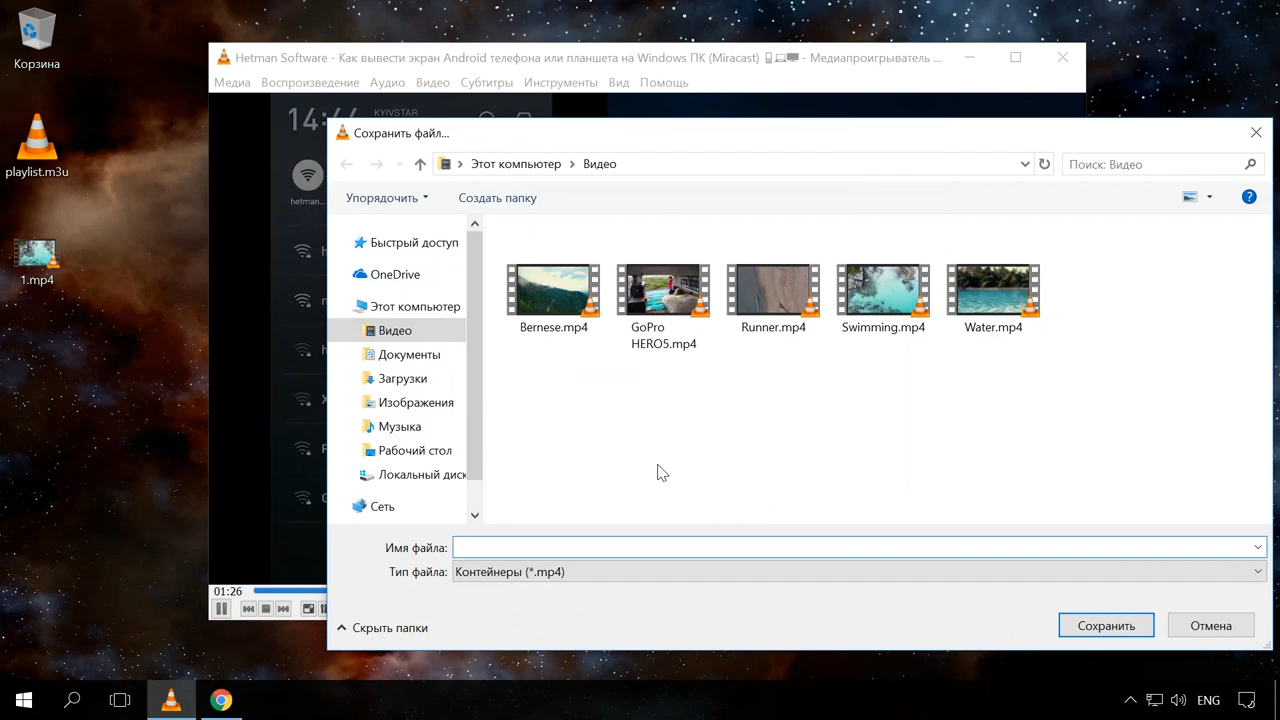 Корзина
playlist.m3u
1.mp4
Hetman Software - Как вывести экран Android телефона или планшета на Windows ПК (Miracast) - Медиапроигрыватель ...
Медиа Воспроизведение Аудио Видео Субтитры Инструменты Вид Помощь
KYIVSTAR
hetman...
Сохранить файл...
Этот компьютер Видео
Поиск: Видео
Упорядочить Создать папку
Быстрый доступ
OneDrive
Этот компьютер
Видео
Документы
Загрузки
Изображения
Музыка
Рабочий стол
Локальный диск
Сеть
Bernese.mp4
GoPro
HERO5.mp4
Runner.mp4
Swimming.mp4
Water.mp4
Имя файла:
Тип файла: Контейнеры (*.mp4)
Скрыть папки
Сохранить Отмена
01:26
ENG